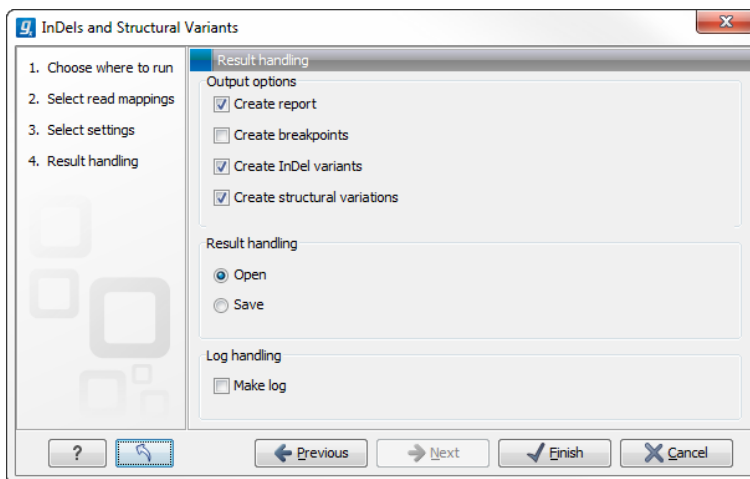 InDels and Structural Variants
1. Choose where to run
2. Select read mappings
3. Select settings
4. Result handling
Result handling
Output options
Create report
Create breakpoints
Create InDel variants
Create structural variations
Result handling
Open
Save
Log handling
Make log
?
Previous
Next
Finish
Cancel